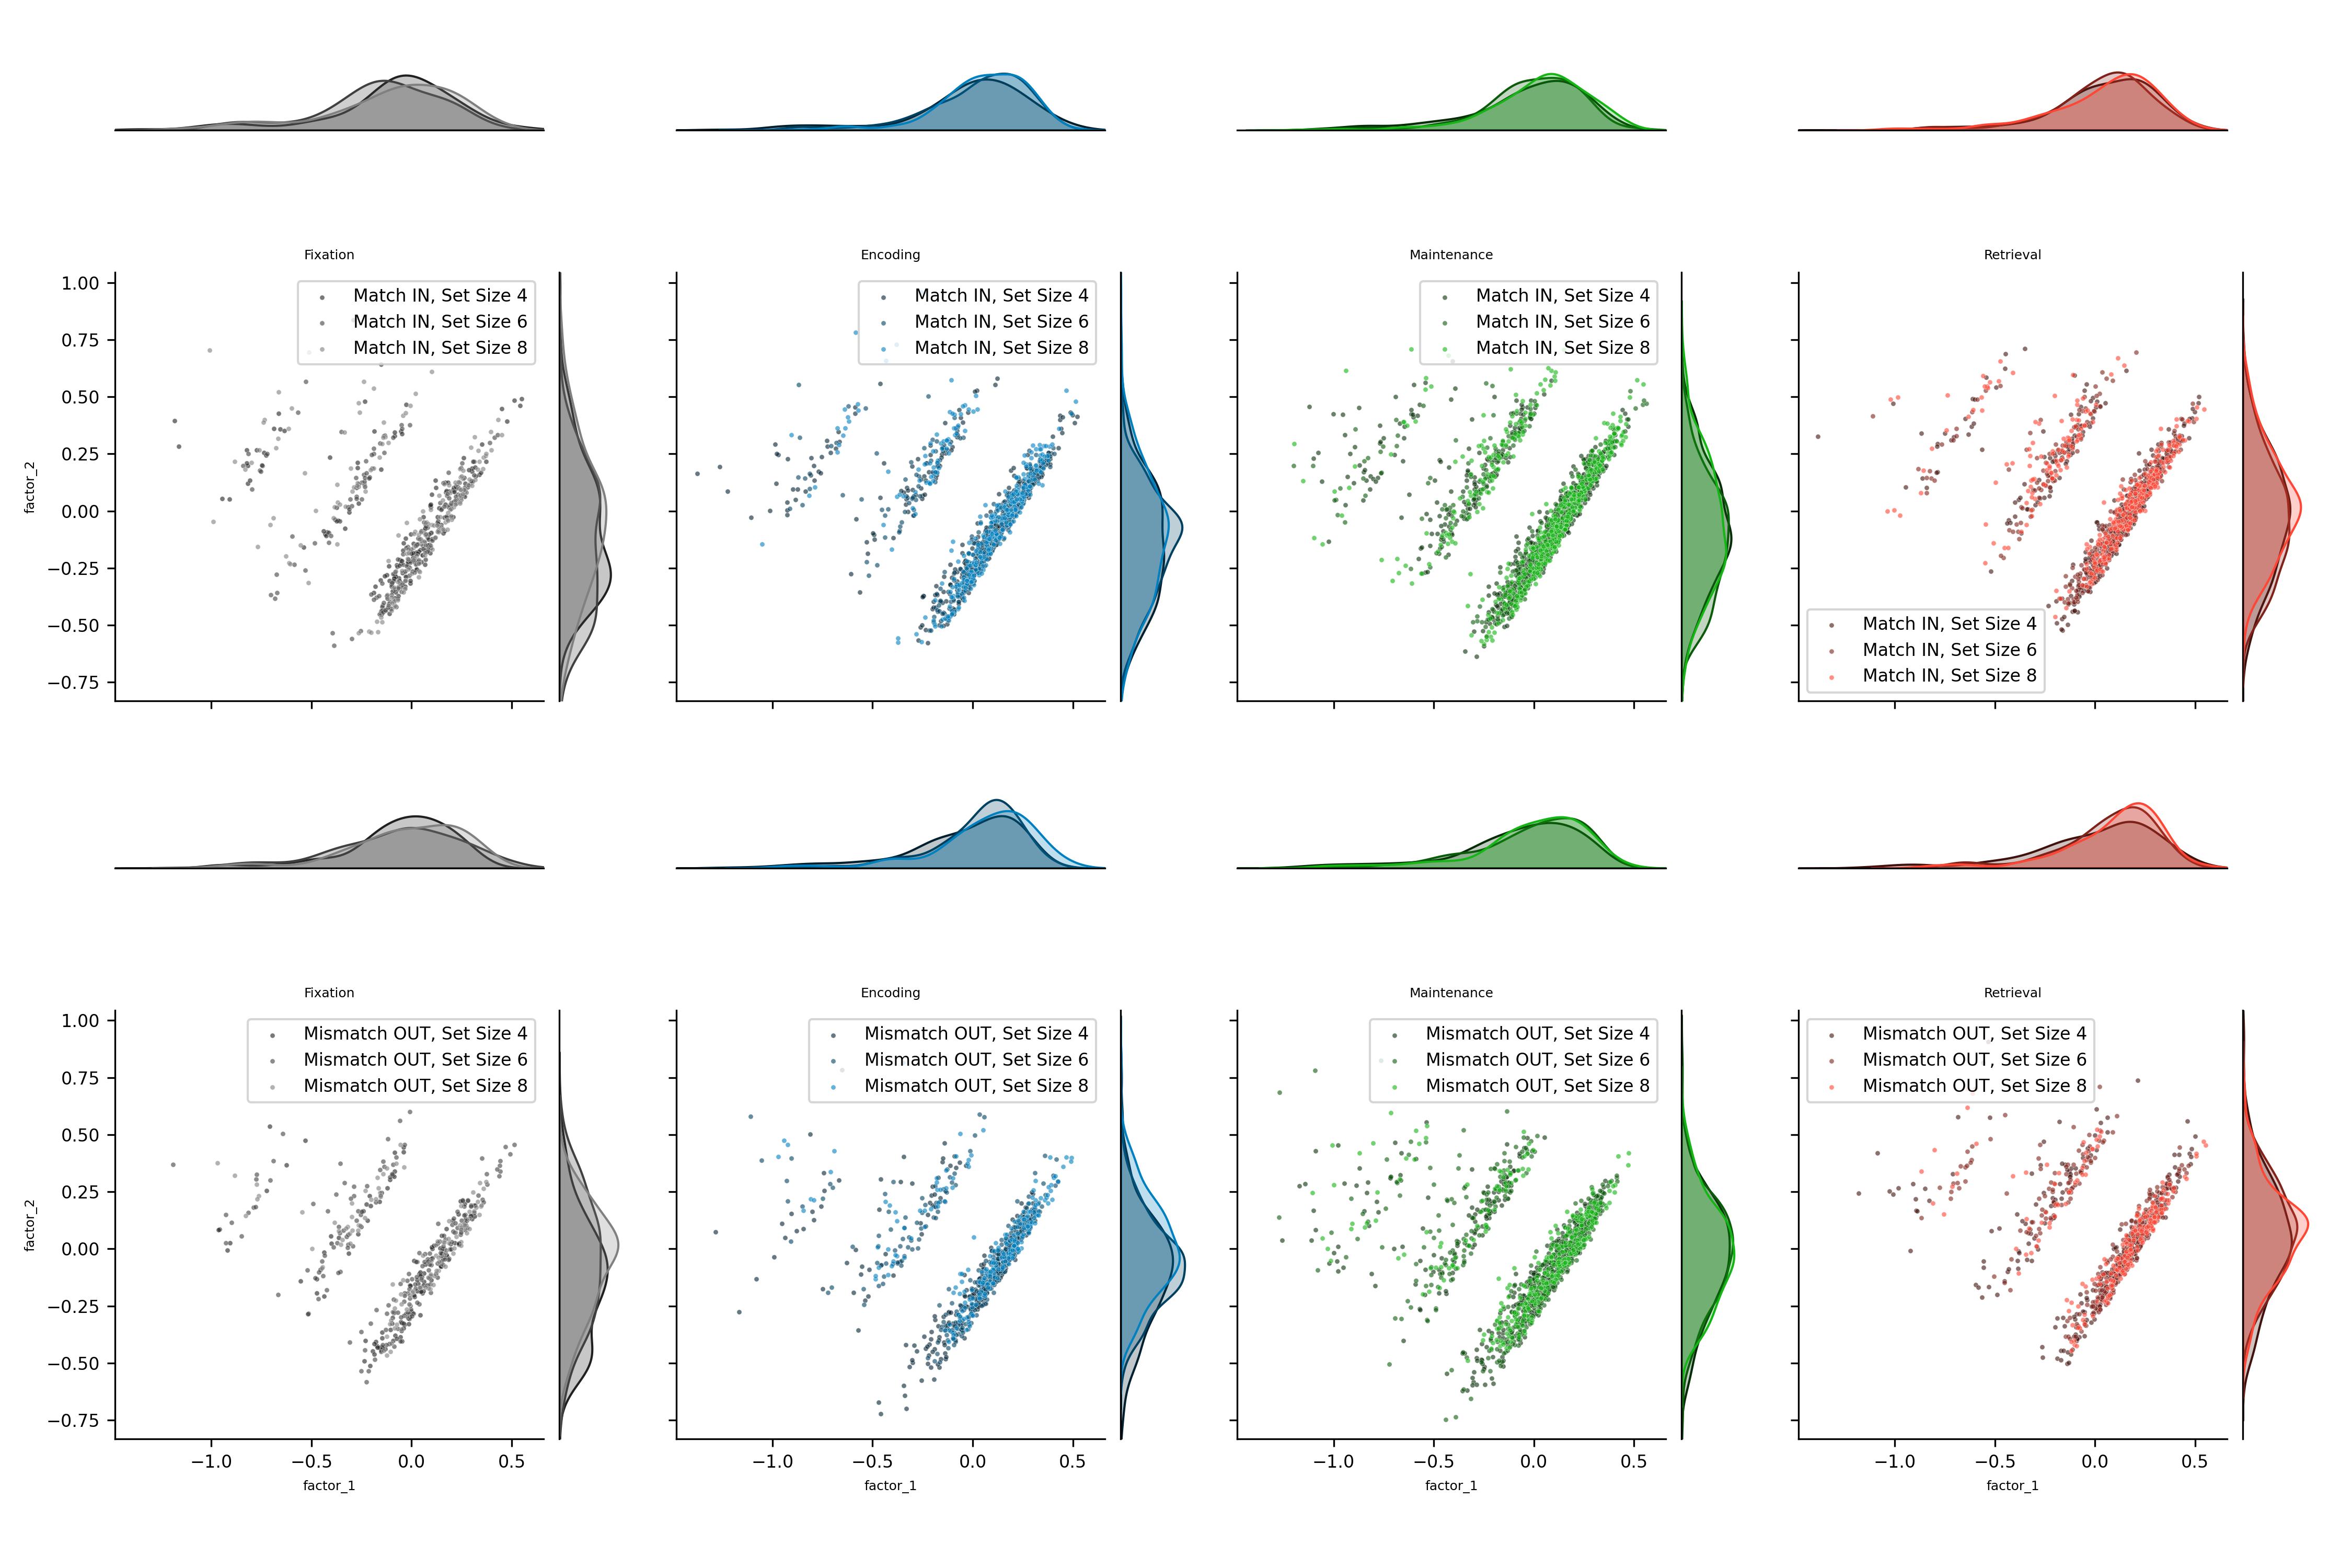 Fixation
Encoding
Maintenance
Retrieval
1.00
0.75
0.50
0.25
0.00
−0.25
−0.50
−0.75
factor_2
Match IN, Set Size 4
Match IN, Set Size 6
Match IN, Set Size 8
Match IN, Set Size 4
Match IN, Set Size 6
Match IN, Set Size 8
Match IN, Set Size 4
Match IN, Set Size 6
Match IN, Set Size 8
Match IN, Set Size 4
Match IN, Set Size 6
Match IN, Set Size 8
Fixation
Encoding
Maintenance
Retrieval
1.00
0.75
0.50
0.25
0.00
−0.25
−0.50
−0.75
factor_2
Mismatch OUT, Set Size 4
Mismatch OUT, Set Size 6
Mismatch OUT, Set Size 8
Mismatch OUT, Set Size 4
Mismatch OUT, Set Size 6
Mismatch OUT, Set Size 8
Mismatch OUT, Set Size 4
Mismatch OUT, Set Size 6
Mismatch OUT, Set Size 8
Mismatch OUT, Set Size 4
Mismatch OUT, Set Size 6
Mismatch OUT, Set Size 8
−1.0 −0.5 0.0 0.5
factor_1
−1.0 −0.5 0.0 0.5
factor_1
−1.0 −0.5 0.0 0.5
factor_1
−1.0 −0.5 0.0 0.5
factor_1